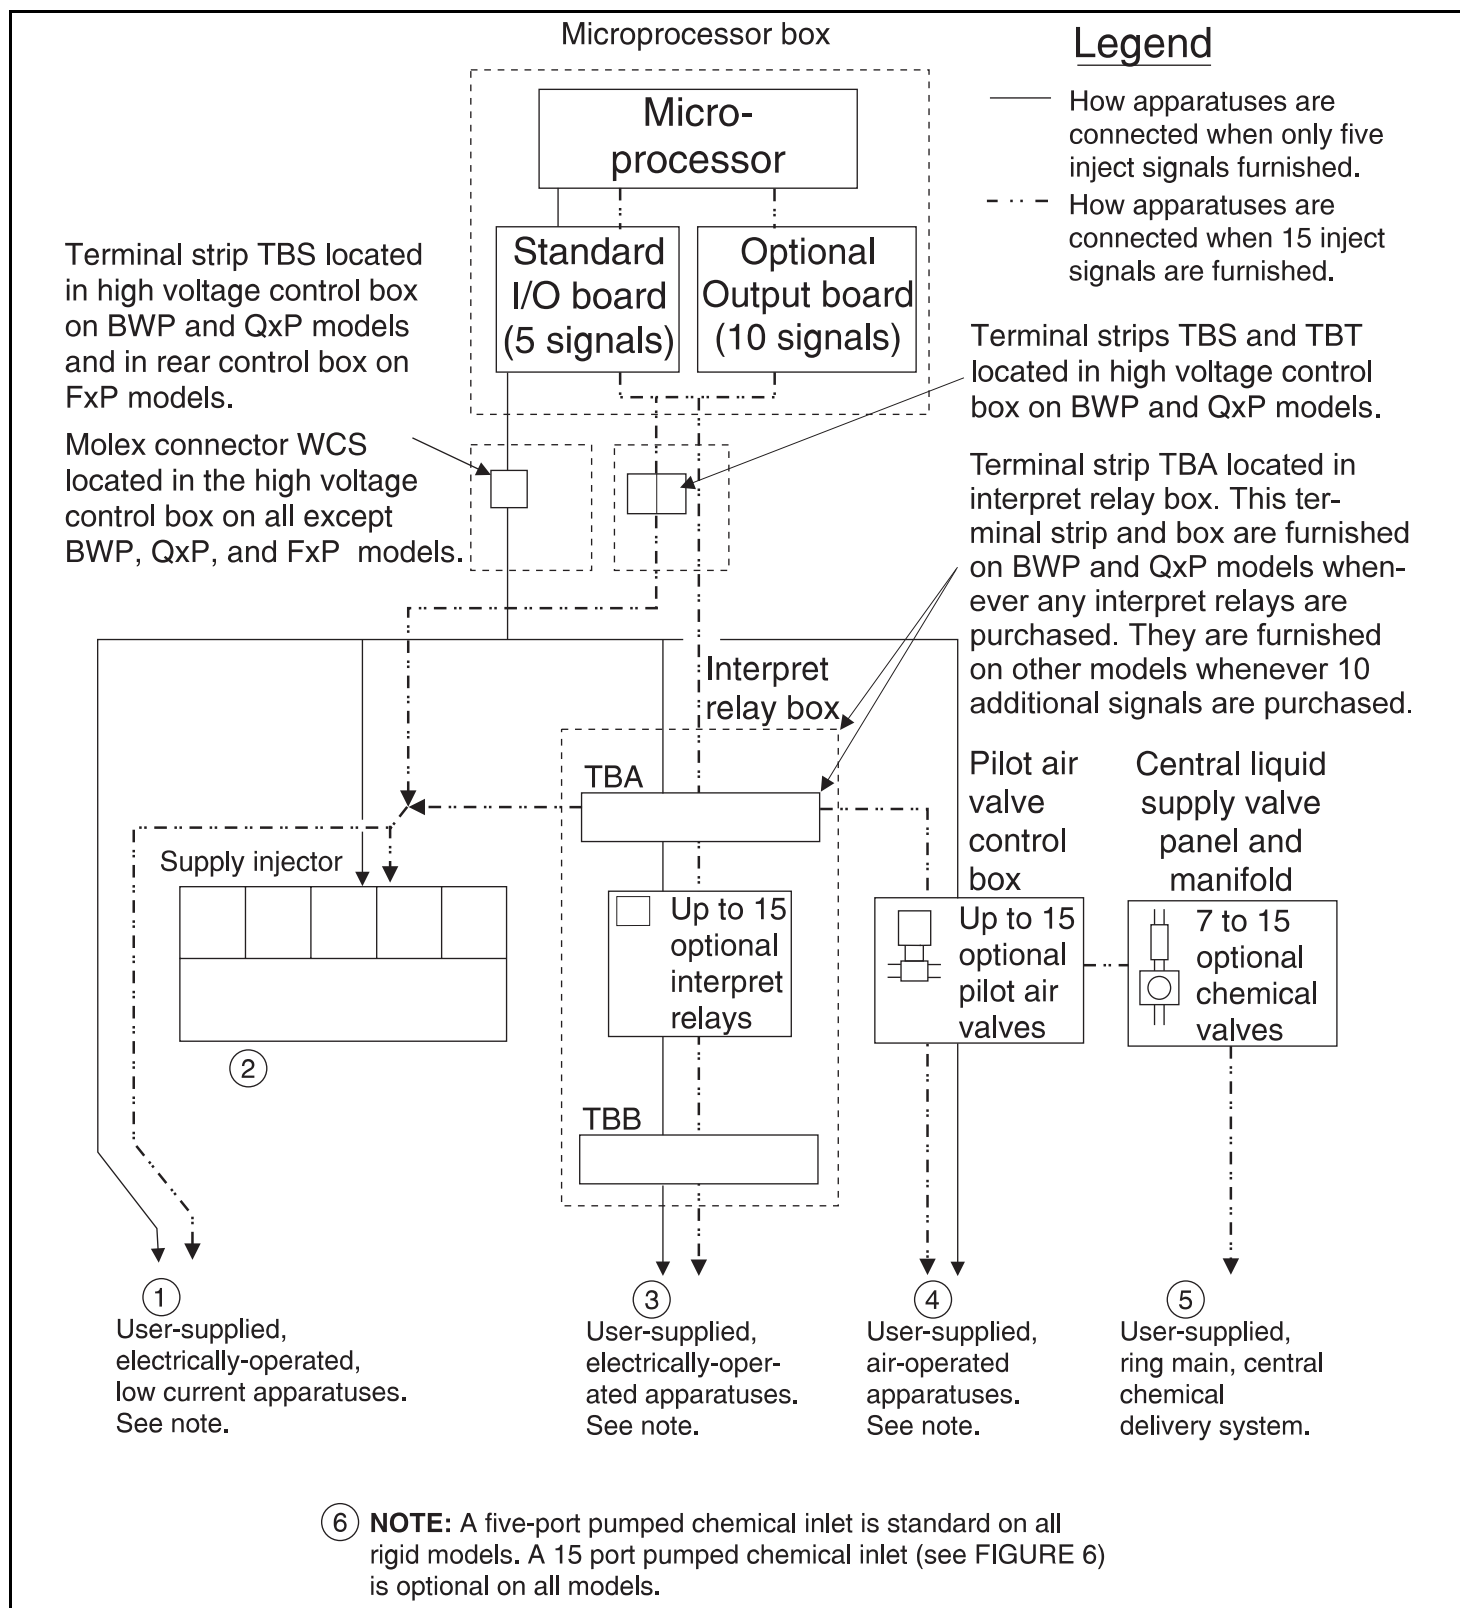 Microprocessor box
Legend
How apparatuses are
connected when only five
inject signals furnished.
How apparatuses are
connected when 15 inject
signals are furnished.
Micro-
processor
Standard
I/O board
(5 signals)
Optional
Output board
(10 signals)
Terminal strip TBS located
in high voltage control box
on BWP and QxP models
and in rear control box on
FxP models.
Molex connector WCS
located in the high voltage
control box on all except
BWP, QxP, and FxP models.
Terminal strips TBS and TBT
located in high voltage control
box on BWP and QxP models.
Terminal strip TBA located in
interpret relay box. This ter-
minal strip and box are furnished
on BWP and QxP models when-
ever any interpret relays are
purchased. They are furnished
on other models whenever 10
additional signals are purchased.
Interpret
relay box
TBA
Supply injector
2
Up to 15
optional
interpret
relays
TBB
Pilot air
valve
control
box
Up to 15
optional
pilot air
valves
Central liquid
supply valve
panel and
manifold
7 to 15
optional
chemical
valves
1
User-supplied,
electrically-operated,
low current apparatuses.
See note.
3
User-supplied,
electrically-oper-
ated apparatuses.
See note.
4
User-supplied,
air-operated
apparatuses.
See note.
5
User-supplied,
ring main, central
chemical
delivery system.
6 NOTE: A five-port pumped chemical inlet is standard on all
rigid models. A 15 port pumped chemical inlet (see FIGURE 6)
is optional on all models.